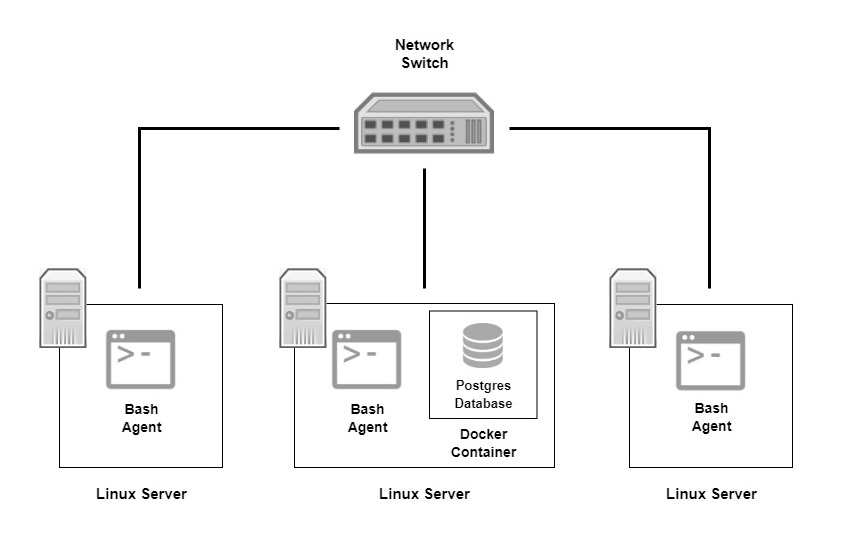 Network
Switch
>-
Bash
Agent
Linux Server
>-
Bash
Agent
Postgres
Database
Docker
Container
Linux Server
>-
Bash
Agent
Linux Server